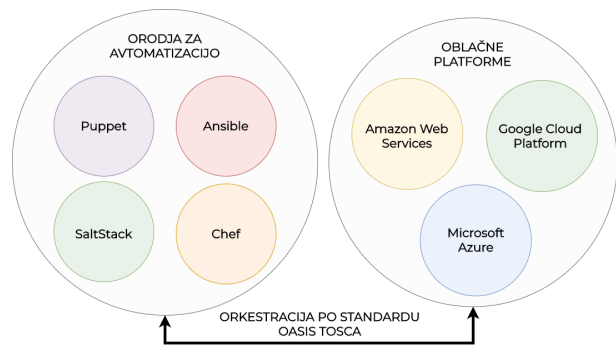 ORODJA ZA
AVTOMATIZACIJO
Puppet
Ansible
SaltStack
Chef
OBLAČNE
PLATFORME
Amazon Web
Services
Google Cloud
Platform
Microsoft
Azure
ORKESTRACIJA PO STANDARDU
OASIS TOSCA